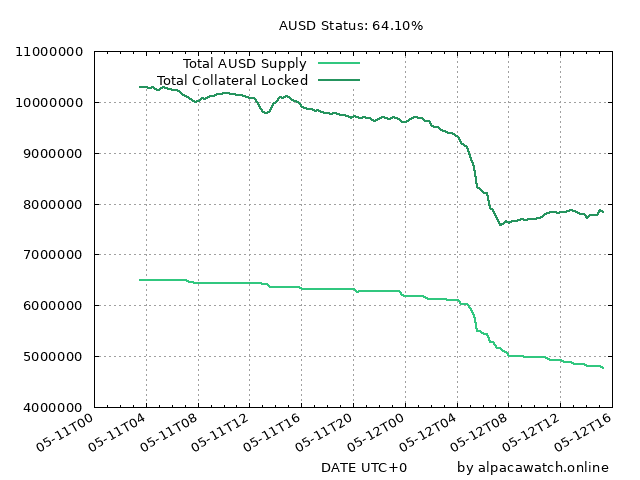 AUSD Status: 64.10%
Total AUSD Supply
Total Collateral Locked
11000000
10000000
9000000
8000000
7000000
6000000
5000000
4000000
05-11T00
05-11T04
05-11T08
05-11T12
05-11T16
05-11T20
05-12T00
05-12T04
05-12T08
05-12T12
05-12T16
DATE UTC+0
by alpacawatch.online